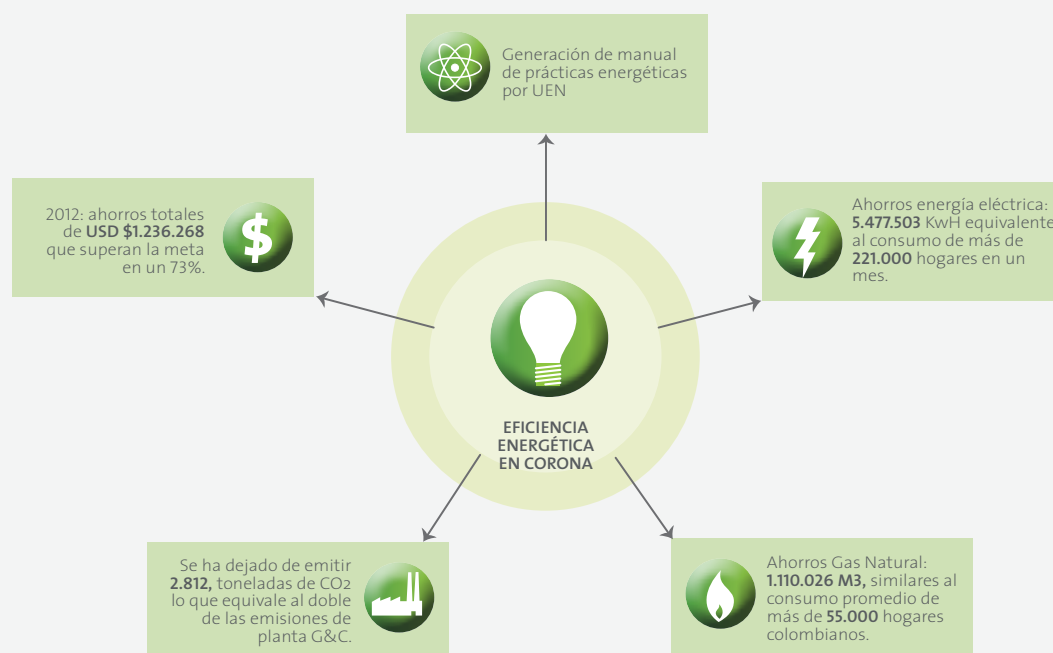 Generación de manual
de prácticas energéticas
por UEN
2012: ahorros totales
de USD $1.236.268
que superan la meta
en un 73%.
$
Ahorros energía eléctrica:
5.477.503 KwH equivalente
al consumo de más de
221.000 hogares en un
mes.
EFICIENCIA
ENERGÉTICA
EN CORONA
Se ha dejado de emitir
2.812, toneladas de CO2
lo que equivale al doble
de las emisiones de
planta G&C.
Ahorros Gas Natural:
1.110.026 M3, similares al
consumo promedio de
más de 55.000 hogares
colombianos.